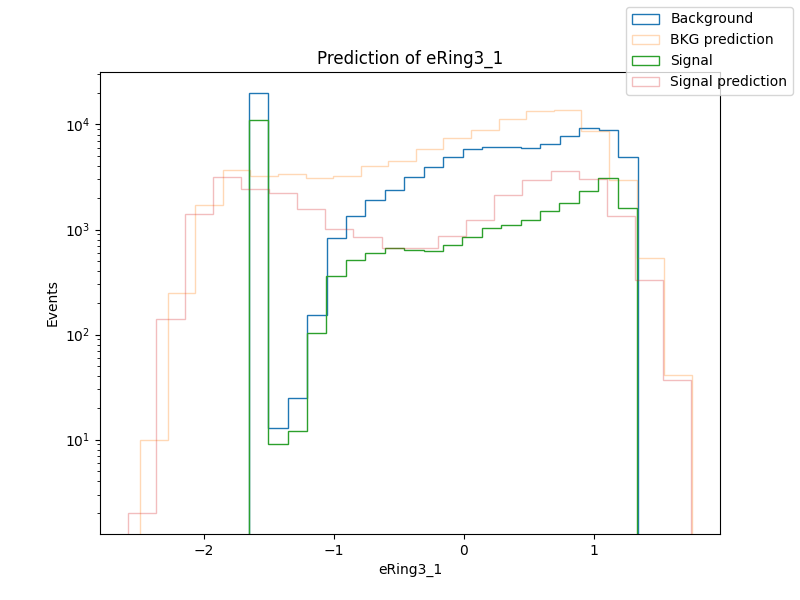 Prediction of eRing3_1
Background
BKG prediction
Signal
Signal prediction
Events
10⁴
10³
10²
10¹
−2
−1
0
1
eRing3_1